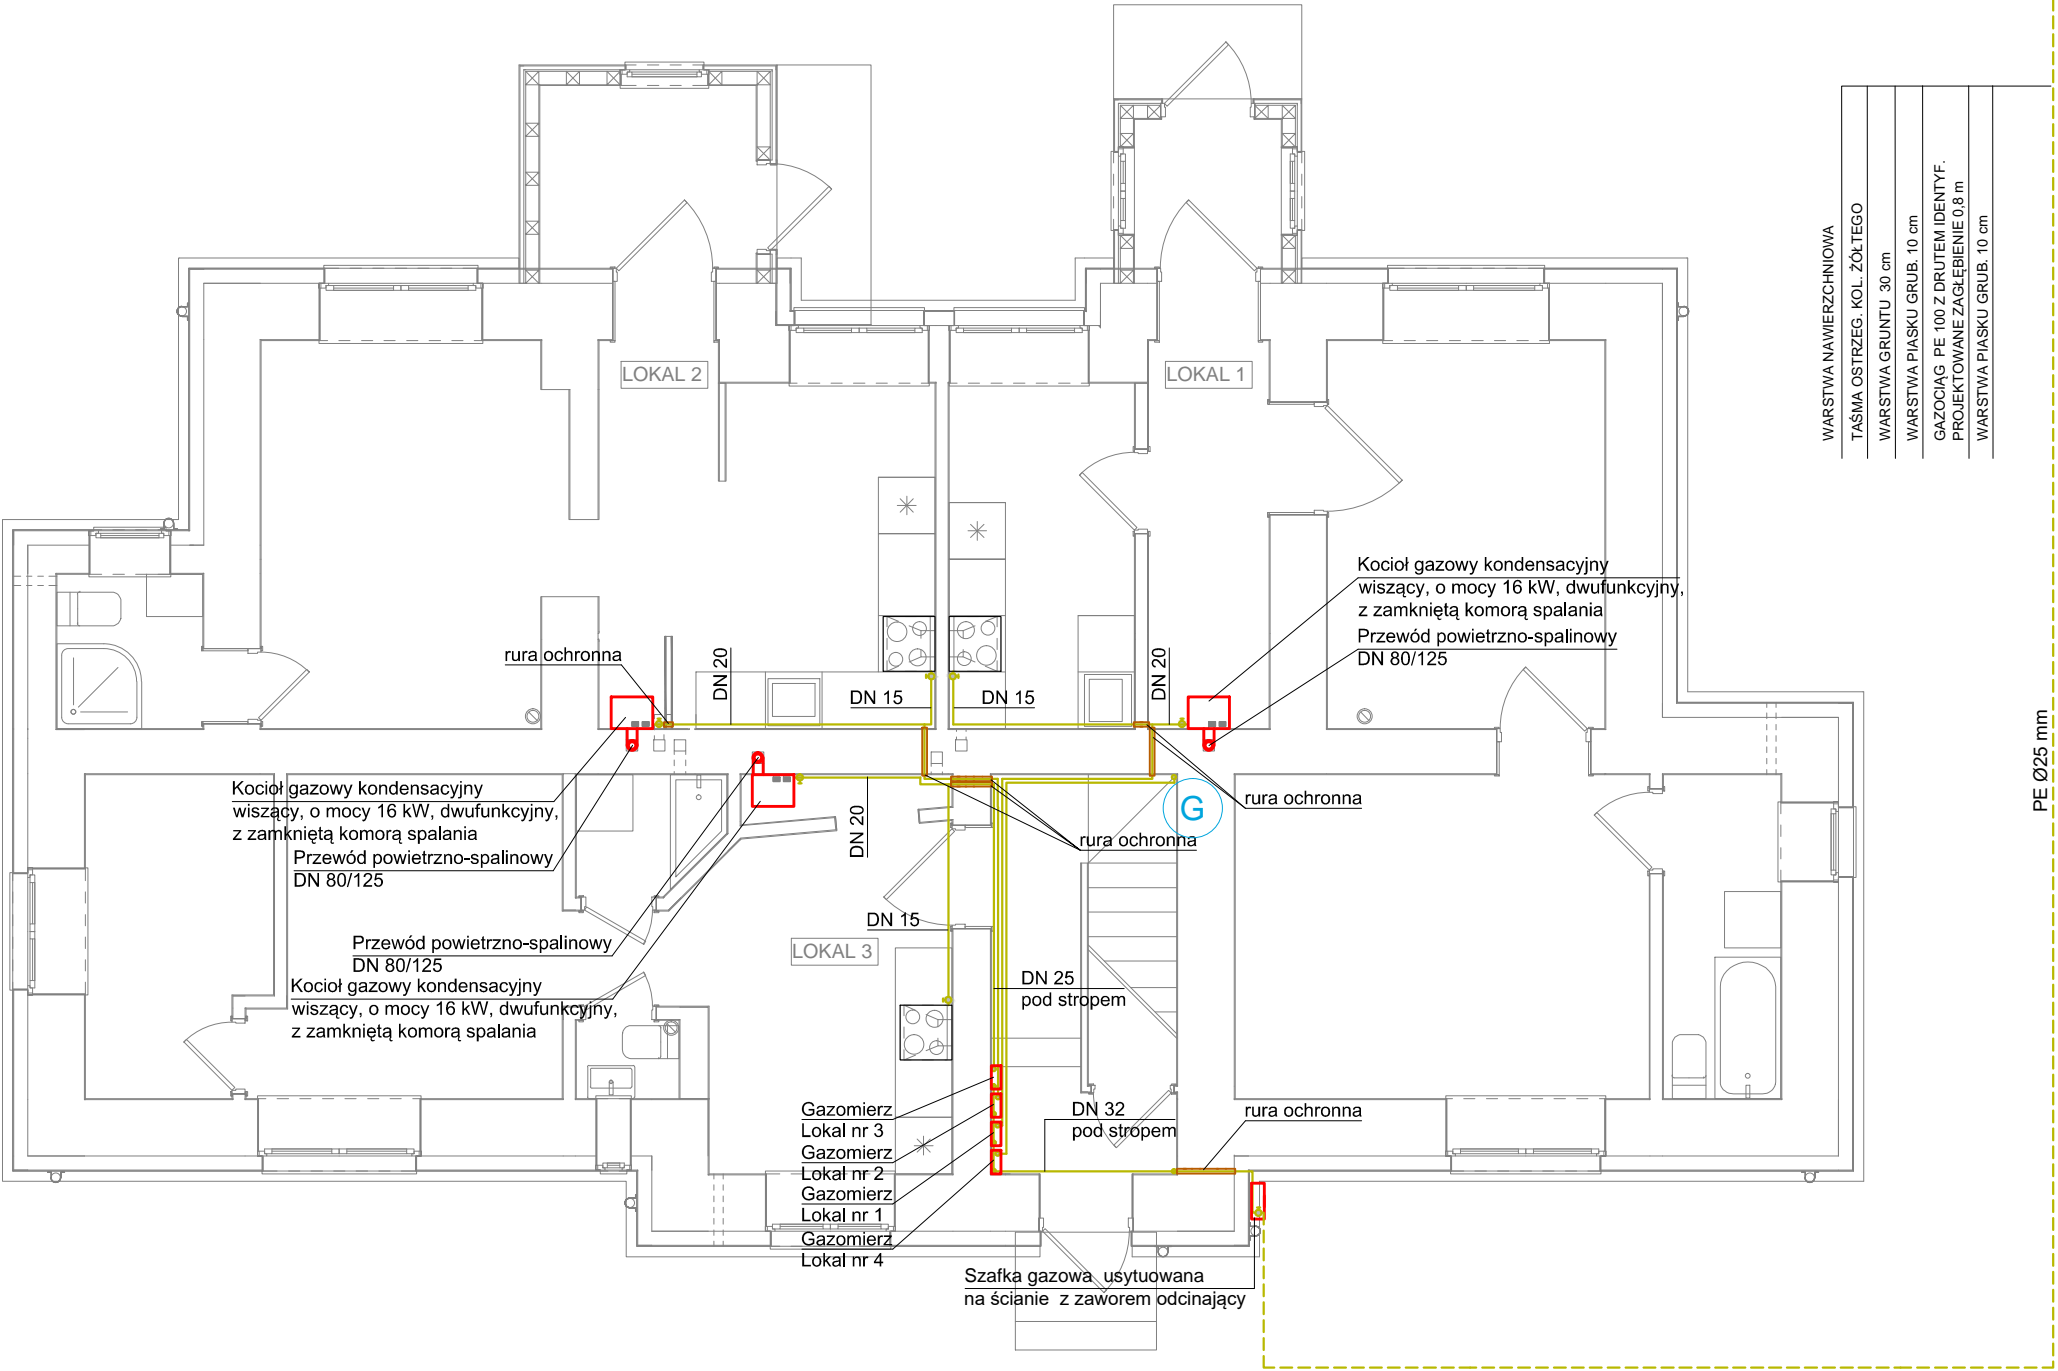 WARSTWA NAWIERZCHNIOWA
TAŚMA OSTRZEG. KOL. ŻÓŁTEGO
WARSTWA GRUNTU 30 cm
WARSTWA PIASKU GRUB. 10 cm
GAZOCIĄG PE 100 Z DRUTEM IDENTYF.
PROJEKTOWANE ZAGŁĘBIENIE 0,8 m
WARSTWA PIASKU GRUB. 10 cm
LOKAL 2
LOKAL 1
Kocioł gazowy kondensacyjny
wiszący, o mocy 16 kW, dwufunkcyjny,
z zamkniętą komorą spalania
Przewód powietrzno-spalinowy
DN 80/125
rura ochronna
DN 20
DN 15
DN 15
DN 20
PE Ø25 mm
Kocioł gazowy kondensacyjny
wiszący, o mocy 16 kW, dwufunkcyjny,
z zamkniętą komorą spalania
Przewód powietrzno-spalinowy
DN 80/125
DN 20
G
rura ochronna
rura ochronna
DN 15
LOKAL 3
Przewód powietrzno-spalinowy
DN 80/125
Kocioł gazowy kondensacyjny
wiszący, o mocy 16 kW, dwufunkcyjny,
z zamkniętą komorą spalania
DN 25
pod stropem
Gazomierz
Lokal nr 3
Gazomierz
Lokal nr 2
Gazomierz
Lokal nr 1
Gazomierz
Lokal nr 4
DN 32
pod stropem
rura ochronna
Szafka gazowa usytuowana
na ścianie z zaworem odcinający